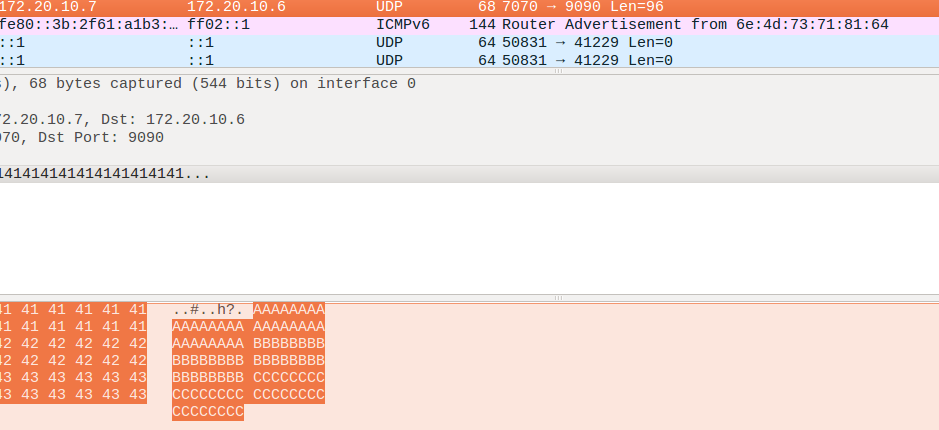 172.20.10.7 172.20.10.6 UDP 68 7070 → 9090 Len=96
fe80::3b:2f61:a1b3:… ff02::1 ICMPv6 144 Router Advertisement from 6e:4d:73:71:81:64
::1 ::1 UDP 64 50831 → 41229 Len=0
::1 ::1 UDP 64 50831 → 41229 Len=0
s), 68 bytes captured (544 bits) on interface 0
72.20.10.7, Dst: 172.20.10.6
070, Dst Port: 9090
141414141414141414141...
41 41 41 41 41 41 ..#..h?. AAAAAAAA
41 41 41 41 41 41 AAAAAAAA AAAAAAAA
42 42 42 42 42 42 AAAAAAAA BBBBBBBB
42 42 42 42 42 42 BBBBBBBB BBBBBBBB
43 43 43 43 43 43 BBBBBBBB CCCCCCCC
43 43 43 43 43 43 CCCCCCCC CCCCCCCC
CCCCCCCC